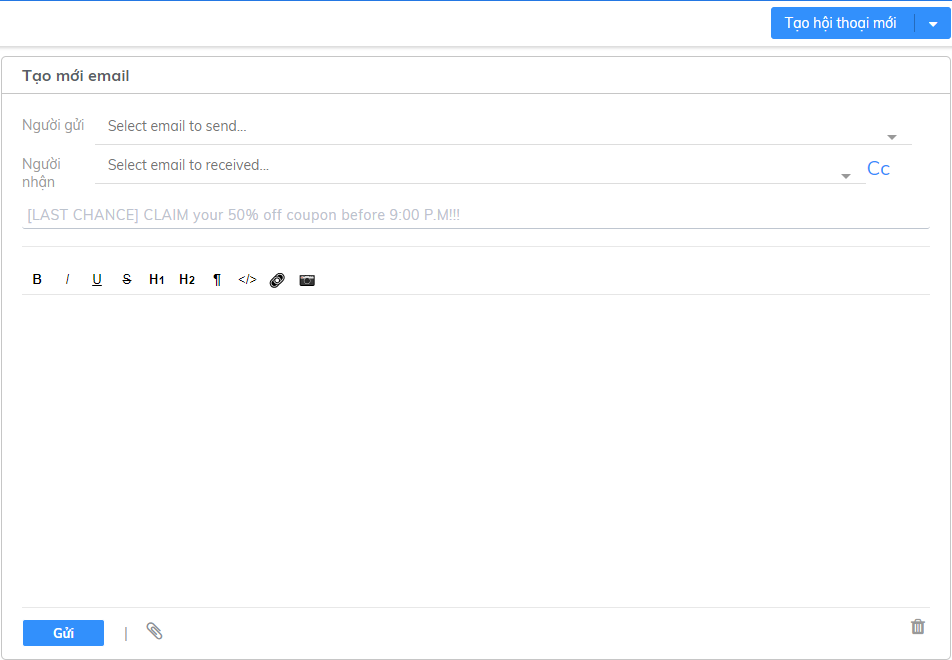 Tạo hội thoại mới
Tạo mới email
Người gửi Select email to send...
Người nhận Select email to received... Cc
[LAST CHANCE] CLAIM your 50% off coupon before 9:00 P.M!!!
B I U S H1 H2 ¶ </>
Gửi |